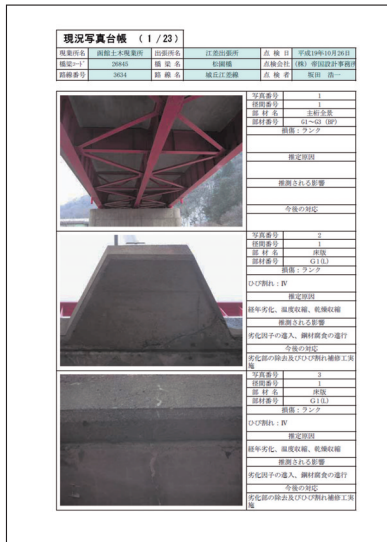 現況写真台帳 （1／23）
現業所名 函館土木現業所 出張所名 江差出張所 点検日 平成19年10月26日
橋梁ｺｰﾄﾞ 26845 橋梁名 松園橋 点検会社 (株) 帝国設計事務所
路線番号 3634 路線名 城丘江差線 点検者 飯田 浩一
写真番号 1
径間番号 1
部材名 主桁全景
部材番号 G1～G3 (BP)
損傷：ランク
推定原因
推測される影響
今後の対応
写真番号 2
径間番号 1
部材名 床版
部材番号 G1(L)
損傷：ランク
ひび割れ：Ⅳ
推定原因
経年劣化、温度収縮、乾燥収縮
推測される影響
劣化因子の進入、鋼材腐食の進行
今後の対応
劣化部の除去及びひび割れ補修工実施
写真番号 3
径間番号 1
部材名 床版
部材番号 G1(L)
損傷：ランク
ひび割れ：Ⅳ
推定原因
経年劣化、温度収縮、乾燥収縮
推測される影響
劣化因子の進入、鋼材腐食の進行
今後の対応
劣化部の除去及びひび割れ補修工実施